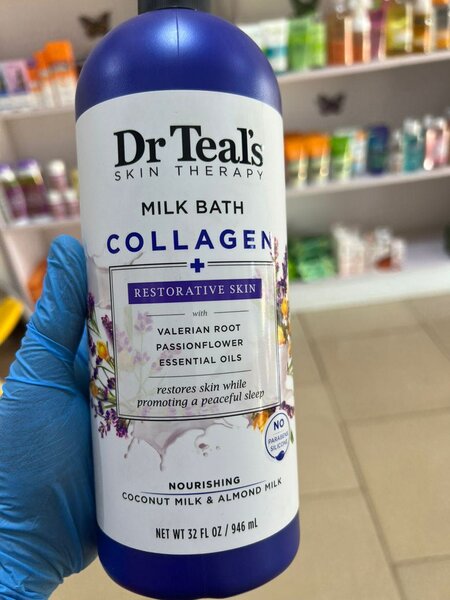 Dr Teal's
SKIN THERAPY
MILK BATH
COLLAGEN
+
RESTORATIVE SKIN
with
VALERIAN ROOT
PASSIONFLOWER
ESSENTIAL OILS
restores skin while
promoting a peaceful sleep
NO
PARABENS
SILICONE
NOURISHING
COCONUT MILK & ALMOND MILK
NET WT 32 FL OZ / 946 mL